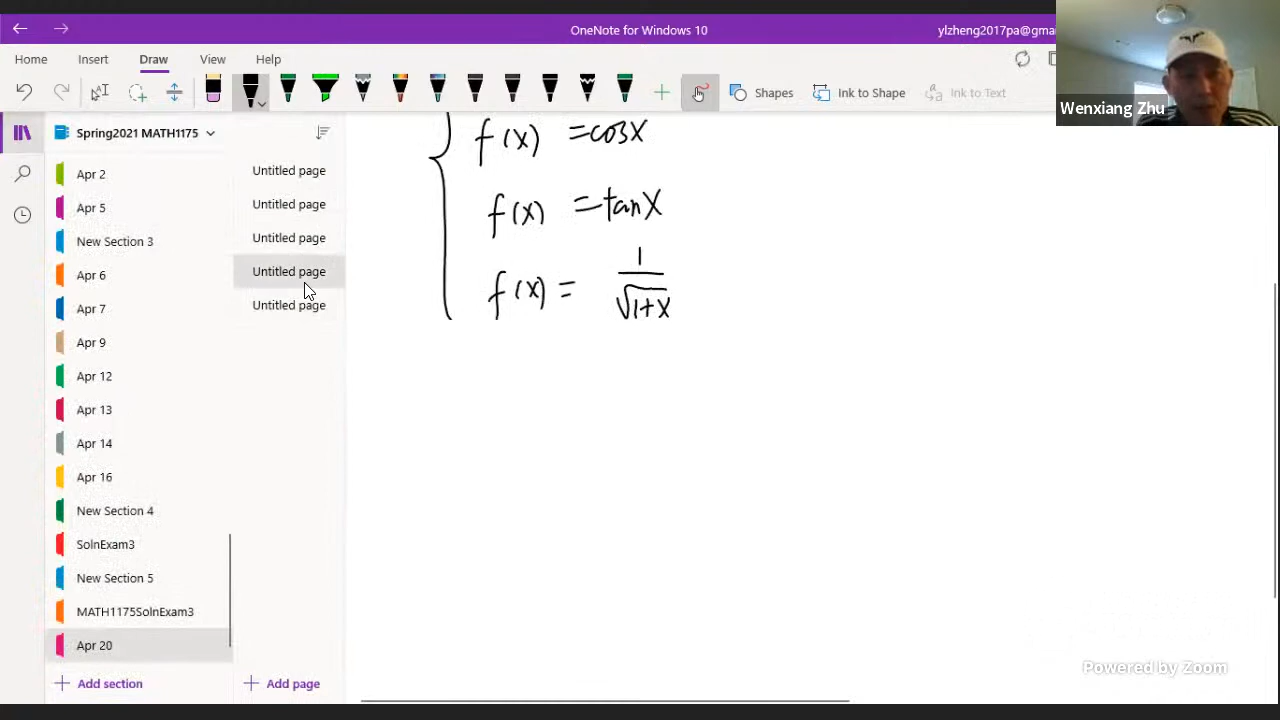 OneNote for Windows 10
ylzheng2017pa@gma
Home Insert Draw View Help
Shapes Ink to Shape Ink to Text
Wenxiang Zhu
Spring2021 MATH1175
Apr 2
Apr 5
New Section 3
Apr 6
Apr 7
Apr 9
Apr 12
Apr 13
Apr 14
Apr 16
New Section 4
SolnExam3
New Section 5
MATH1175SolnExam3
Apr 20
Add section
Untitled page
Untitled page
Untitled page
Untitled page
Untitled page
Add page
f(x) = cosx
f(x) = tanx
f(x) = 1/√1+x
Powered by Zoom